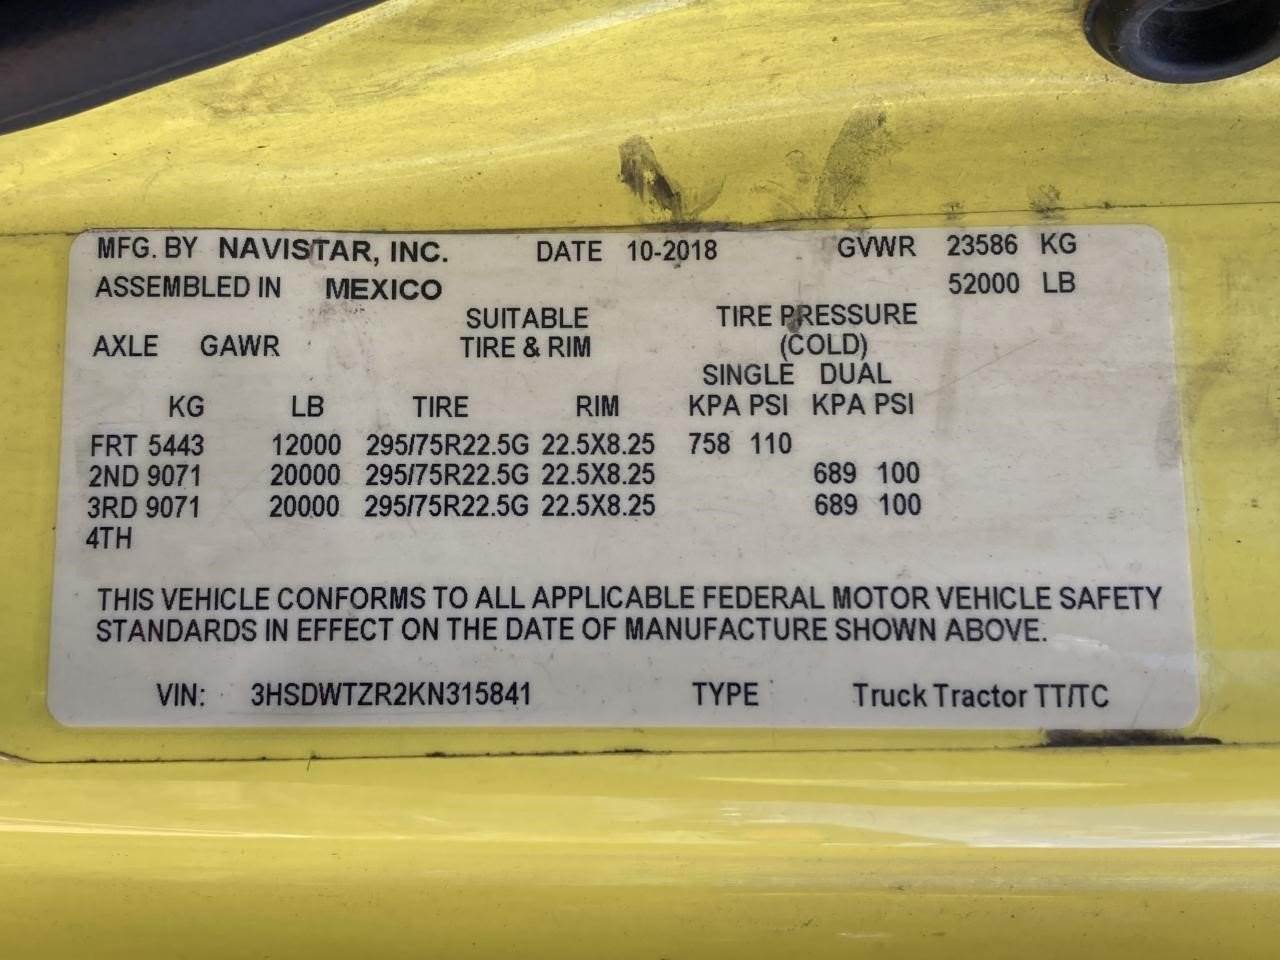 MFG. BY NAVISTAR, INC. DATE 10-2018 GVWR 23586 KG
ASSEMBLED IN MEXICO 52000 LB
SUITABLE TIRE PRESSURE
AXLE GAWR TIRE & RIM (COLD)
SINGLE DUAL
KG LB TIRE RIM KPA PSI KPA PSI
FRT 5443 12000 295/75R22.5G 22.5X8.25 758 110
2ND 9071 20000 295/75R22.5G 22.5X8.25 689 100
3RD 9071 20000 295/75R22.5G 22.5X8.25 689 100
4TH
THIS VEHICLE CONFORMS TO ALL APPLICABLE FEDERAL MOTOR VEHICLE SAFETY
STANDARDS IN EFFECT ON THE DATE OF MANUFACTURE SHOWN ABOVE.
VIN: 3HSDWTZR2KN315841 TYPE Truck Tractor TT/TC